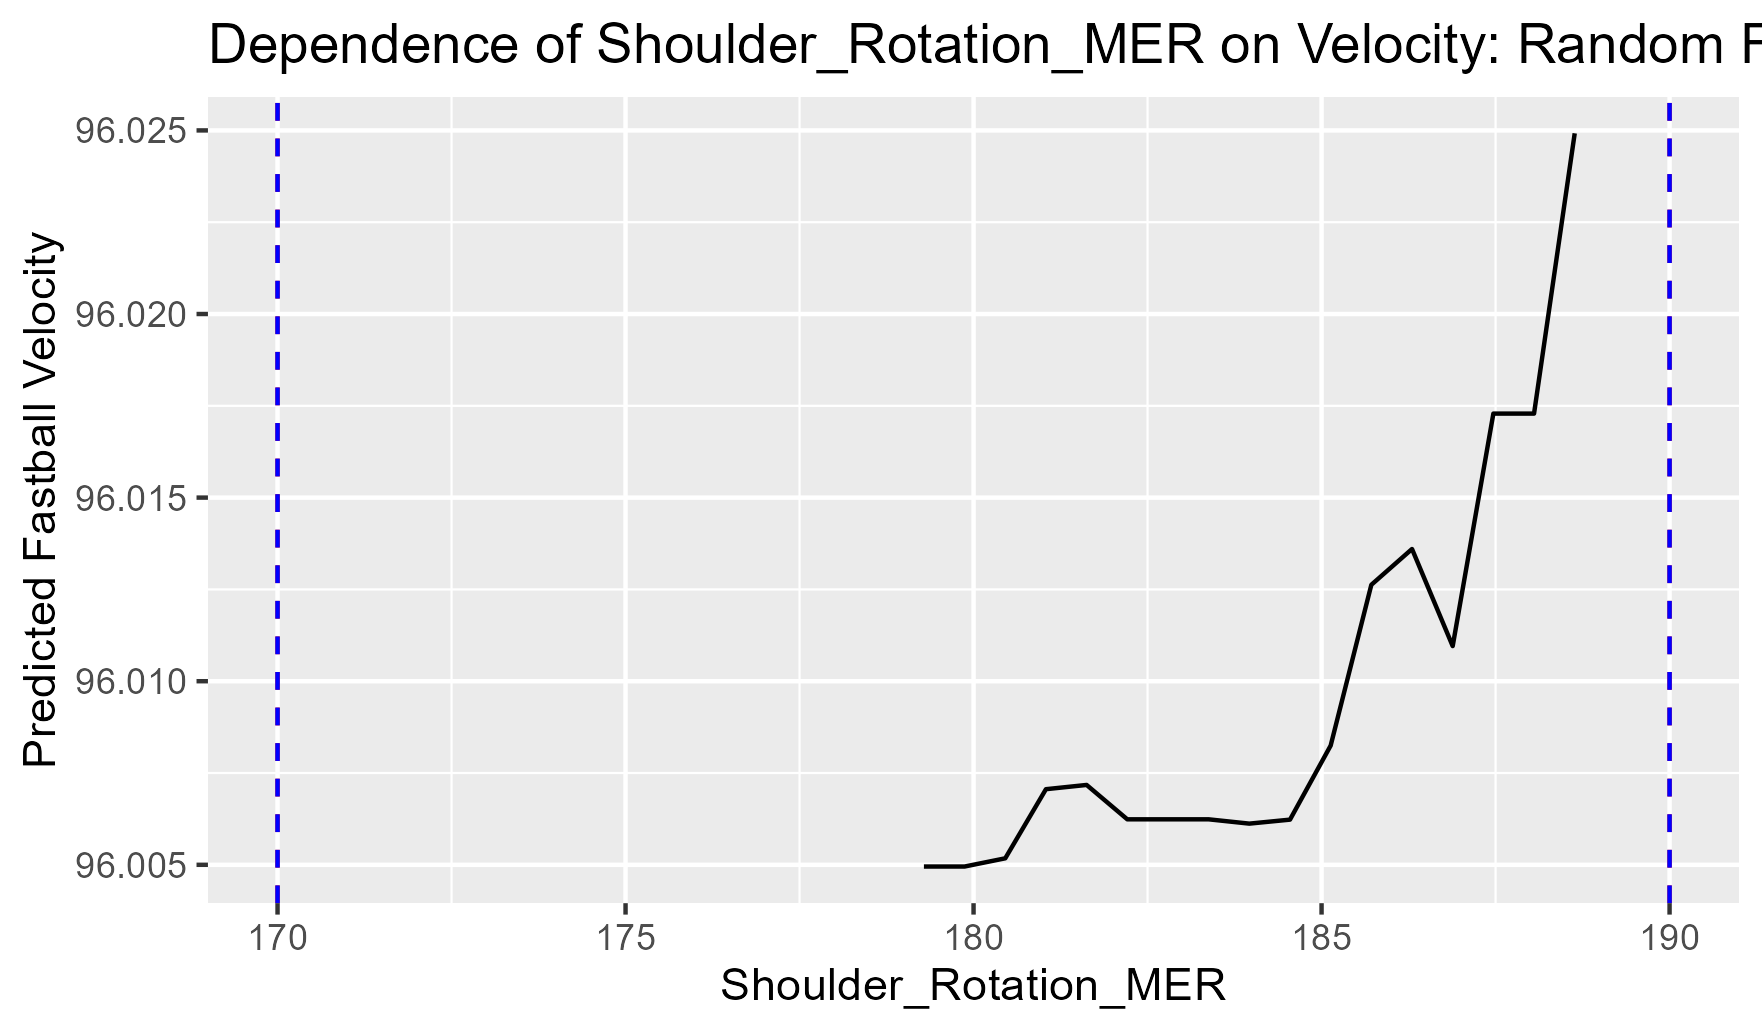 Dependence of Shoulder_Rotation_MER on Velocity: Random
Predicted Fastball Velocity
96.025
96.020
96.015
96.010
96.005
170 175 180 185 190
Shoulder_Rotation_MER